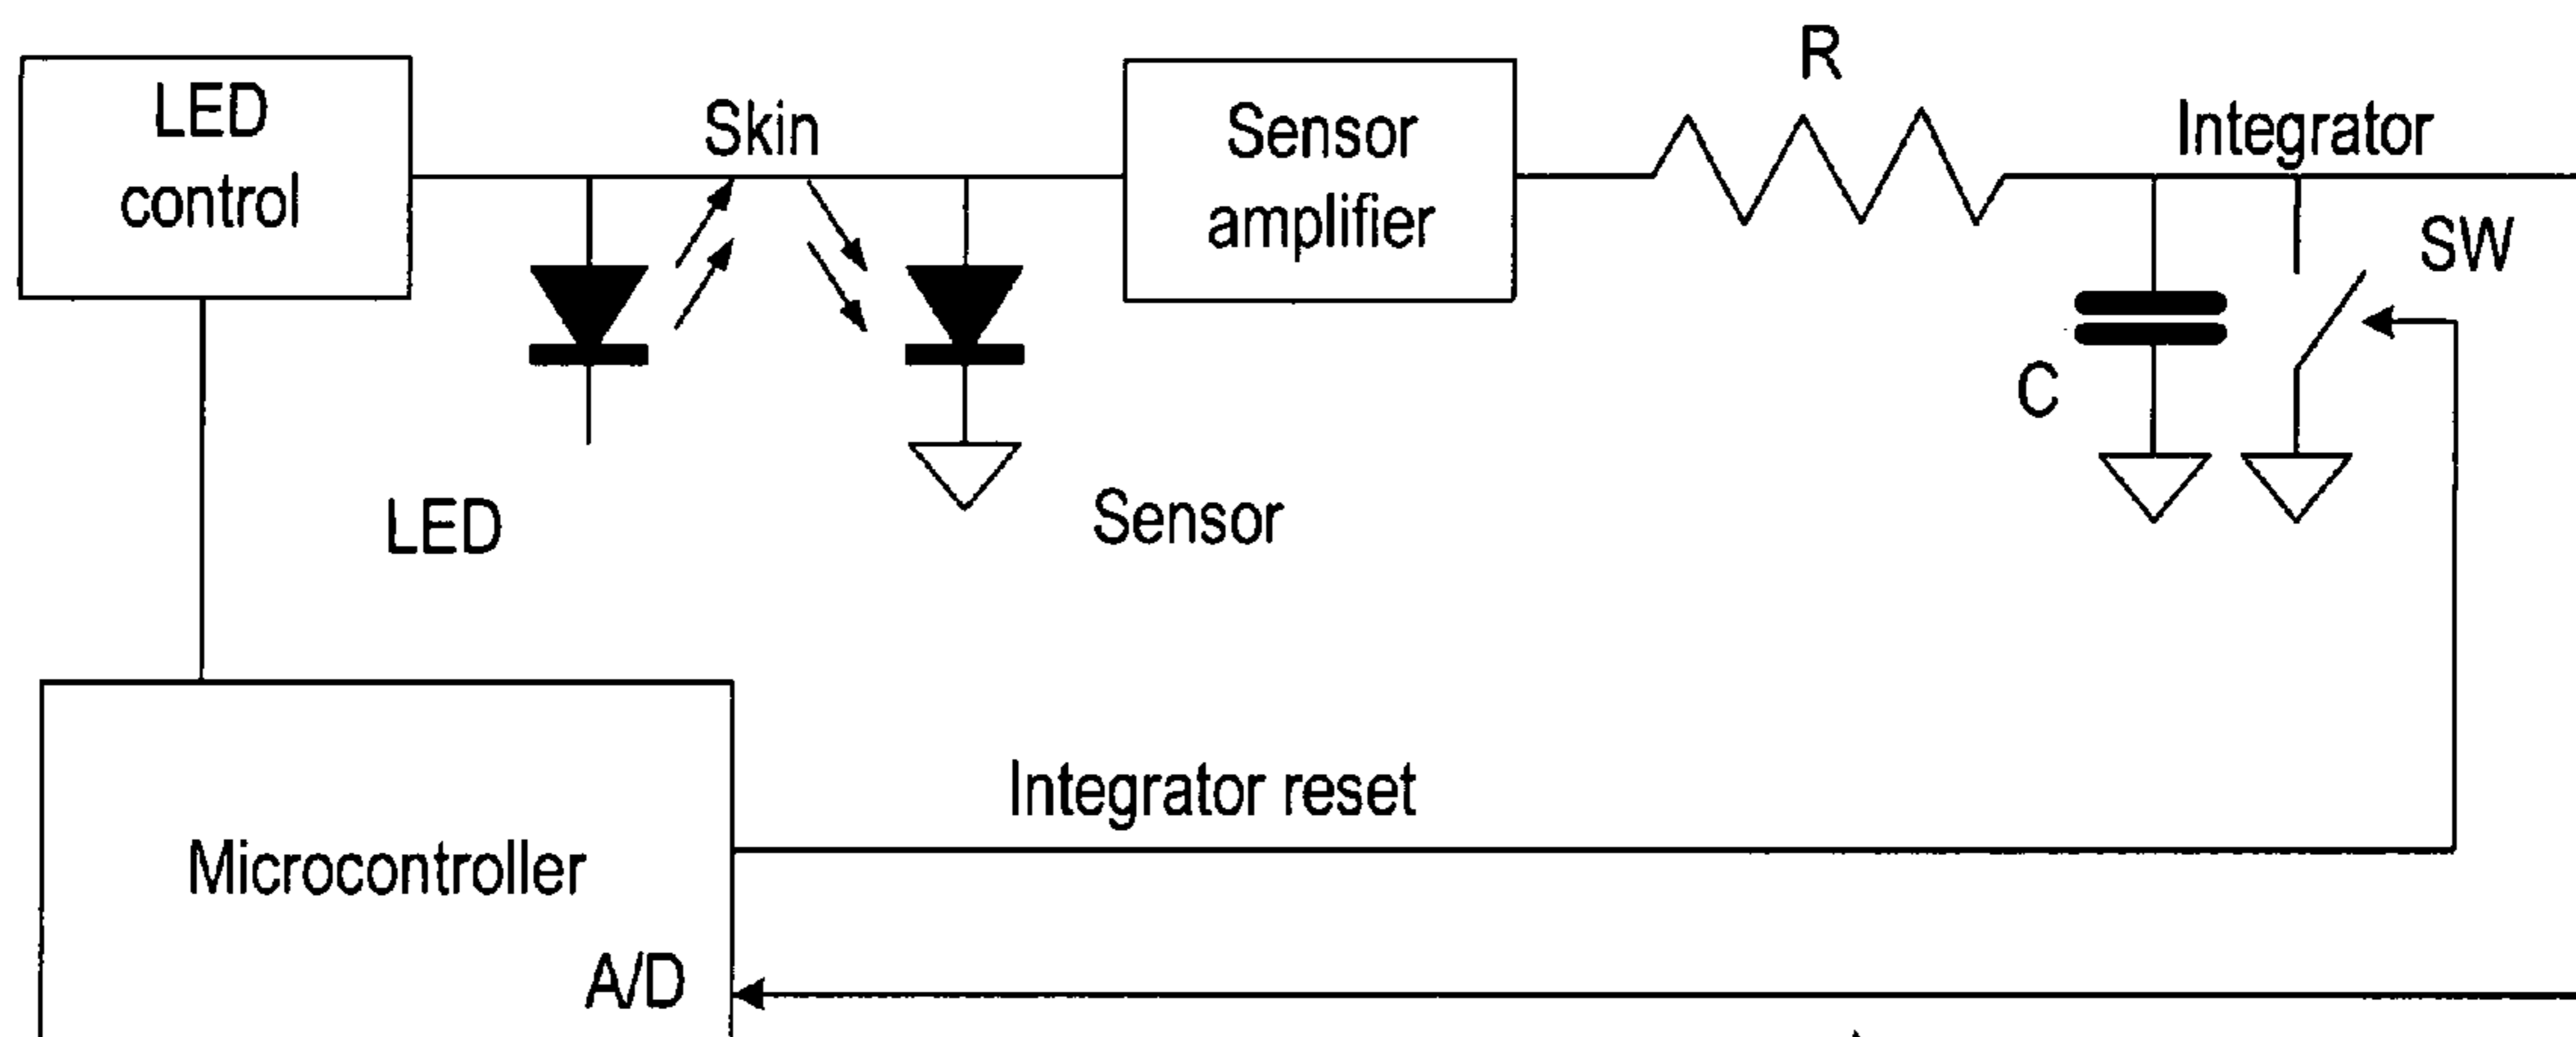 LED
control
Skin
Sensor
amplifier
R
Integrator
SW
C
LED
Sensor
Integrator reset
Microcontroller
A/D